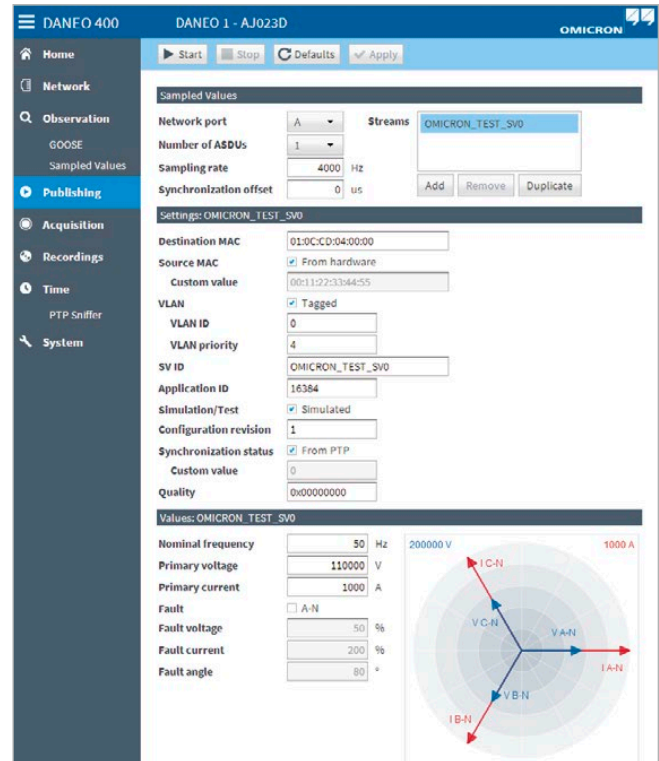 DANEO 400
DANEO 1 - AJ023D
OMICRON
Home
Network
Observation
GOOSE
Sampled Values
Publishing
Acquisition
Recordings
Time
PTP Sniffer
System
Start Stop Defaults Apply
Sampled Values
Network port A Streams OMICRON_TEST_SV0
Number of ASDUs 1
Sampling rate 4000 Hz
Synchronization offset 0 us Add Remove Duplicate
Settings: OMICRON_TEST_SV0
Destination MAC 01:0C:CD:04:00:00
Source MAC From hardware
Custom value 00:11:22:33:44:55
VLAN Tagged
VLAN ID 0
VLAN priority 4
SV ID OMICRON_TEST_SV0
Application ID 16384
Simulation/Test Simulated
Configuration revision 1
Synchronization status From PTP
Custom value 0
Quality 0x00000000
Values: OMICRON_TEST_SV0
Nominal frequency 50 Hz 200000 V 1000 A
Primary voltage 110000 V
Primary current 1000 A
Fault A-N
Fault voltage 50 %
Fault current 200 %
Fault angle 80 °
I C-N
V C-N
V A-N
I A-N
V B-N
I B-N